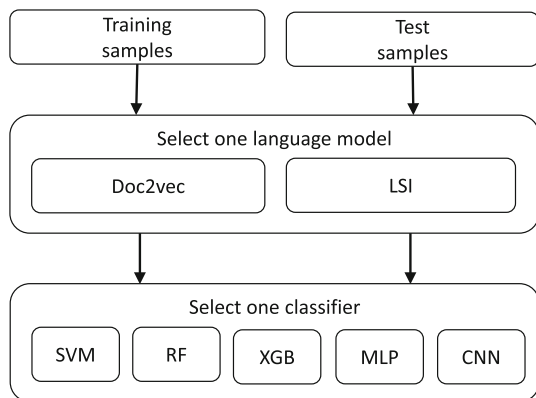 Training
samples
Test
samples
Select one language model
Doc2vec
LSI
Select one classifier
SVM
RF
XGB
MLP
CNN